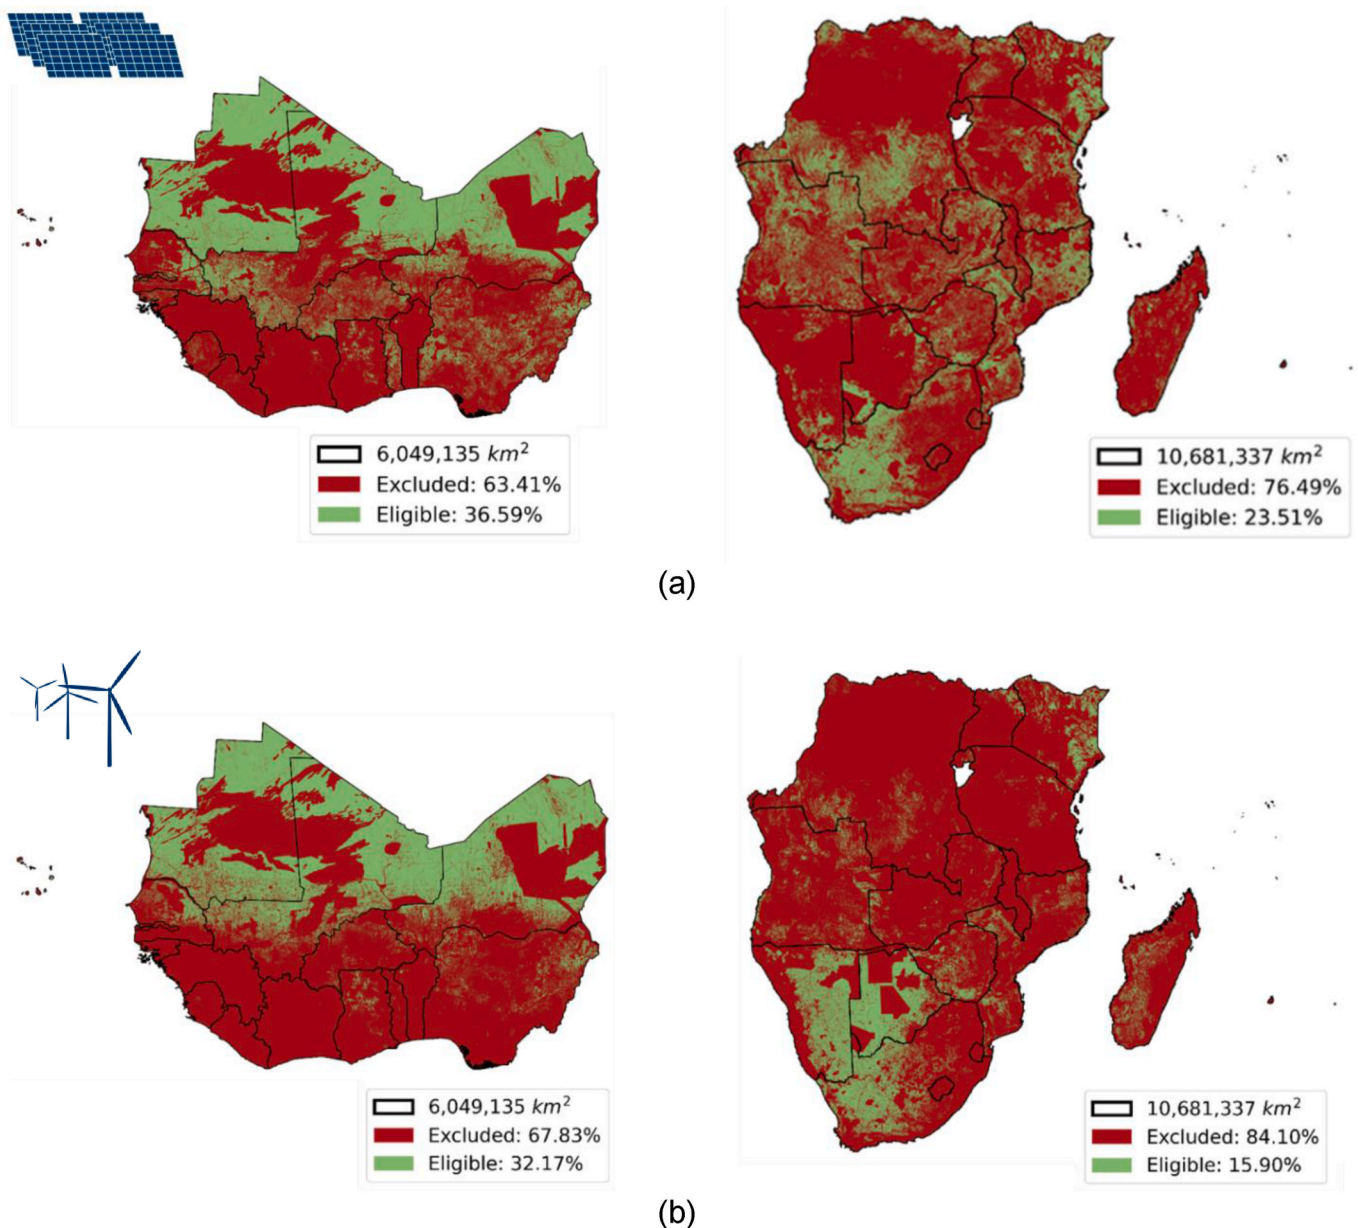 6,049,135 km²
Excluded: 63.41%
Eligible: 36.59%
10,681,337 km²
Excluded: 76.49%
Eligible: 23.51%
(a)
6,049,135 km²
Excluded: 67.83%
Eligible: 32.17%
10,681,337 km²
Excluded: 84.10%
Eligible: 15.90%
(b)